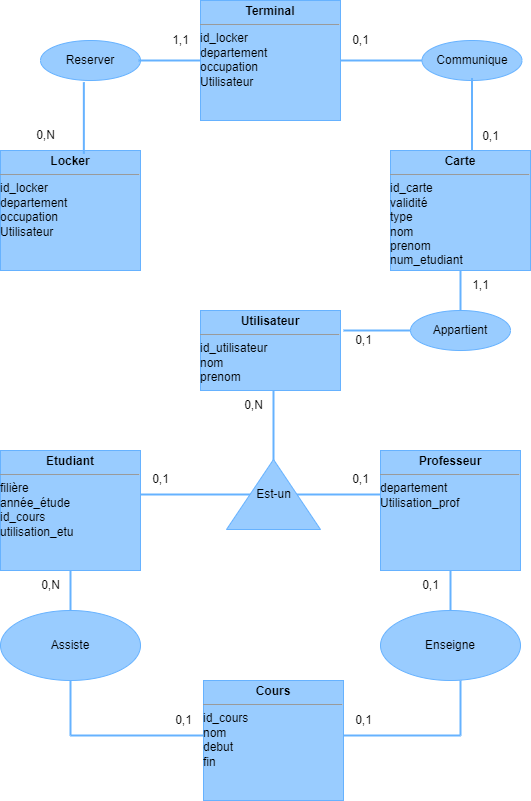 Terminal
id_locker
departement
occupation
Utilisateur
Reserver
1,1
0,1
Communique
0,N
0,1
Locker
id_locker
departement
occupation
Utilisateur
Carte
id_carte
validité
type
nom
prenom
num_etudiant
1,1
Utilisateur
id_utilisateur
nom
prenom
0,1
Appartient
0,N
Etudiant
filière
année_étude
id_cours
utilisation_etu
0,1
Est-un
0,1
Professeur
departement
Utilisation_prof
0,N
0,1
Assiste
Enseigne
0,1
Cours
id_cours
nom
debut
fin
0,1